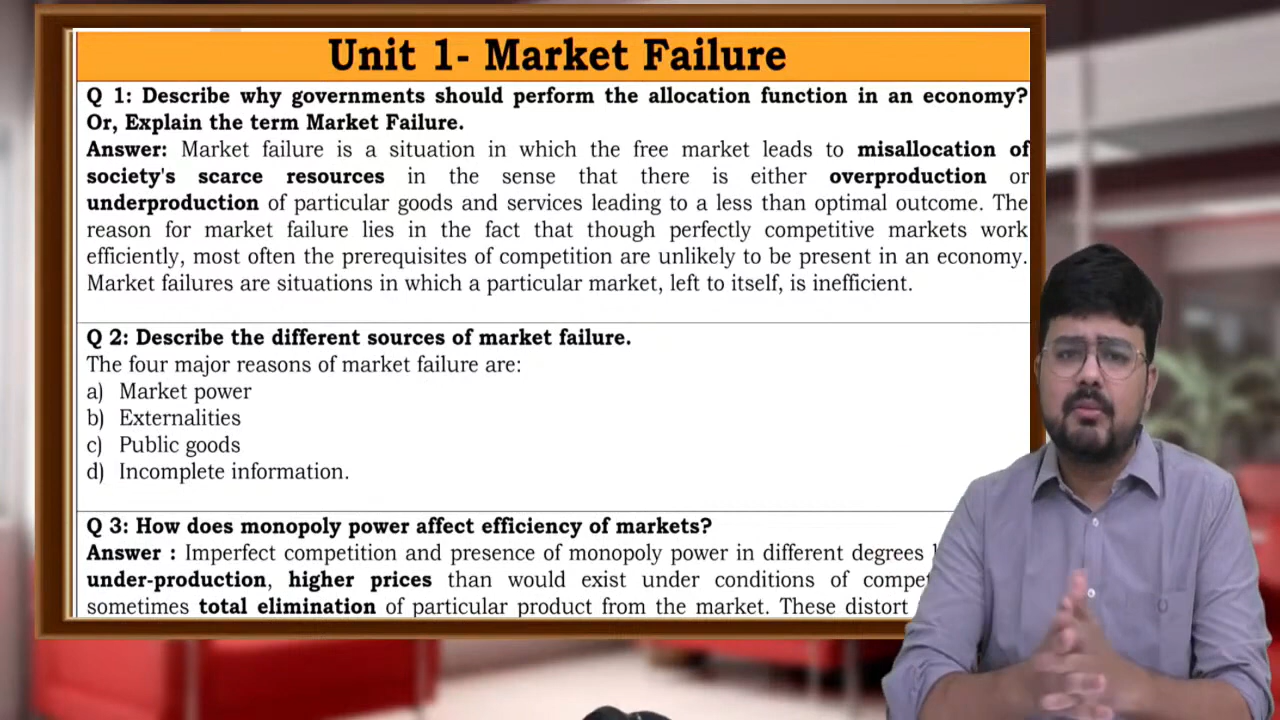 Unit 1- Market Failure
Q 1: Describe why governments should perform the allocation function in an economy?
Or, Explain the term Market Failure.
Answer: Market failure is a situation in which the free market leads to misallocation of
society's scarce resources in the sense that there is either overproduction or
underproduction of particular goods and services leading to a less than optimal outcome. The
reason for market failure lies in the fact that though perfectly competitive markets work
efficiently, most often the prerequisites of competition are unlikely to be present in an economy.
Market failures are situations in which a particular market, left to itself, is inefficient.
Q 2: Describe the different sources of market failure.
The four major reasons of market failure are:
a) Market power
b) Externalities
c) Public goods
d) Incomplete information.
Q 3: How does monopoly power affect efficiency of markets?
Answer : Imperfect competition and presence of monopoly power in different degrees
under-production, higher prices than would exist under conditions of
sometimes total elimination of particular product from the market. These distort